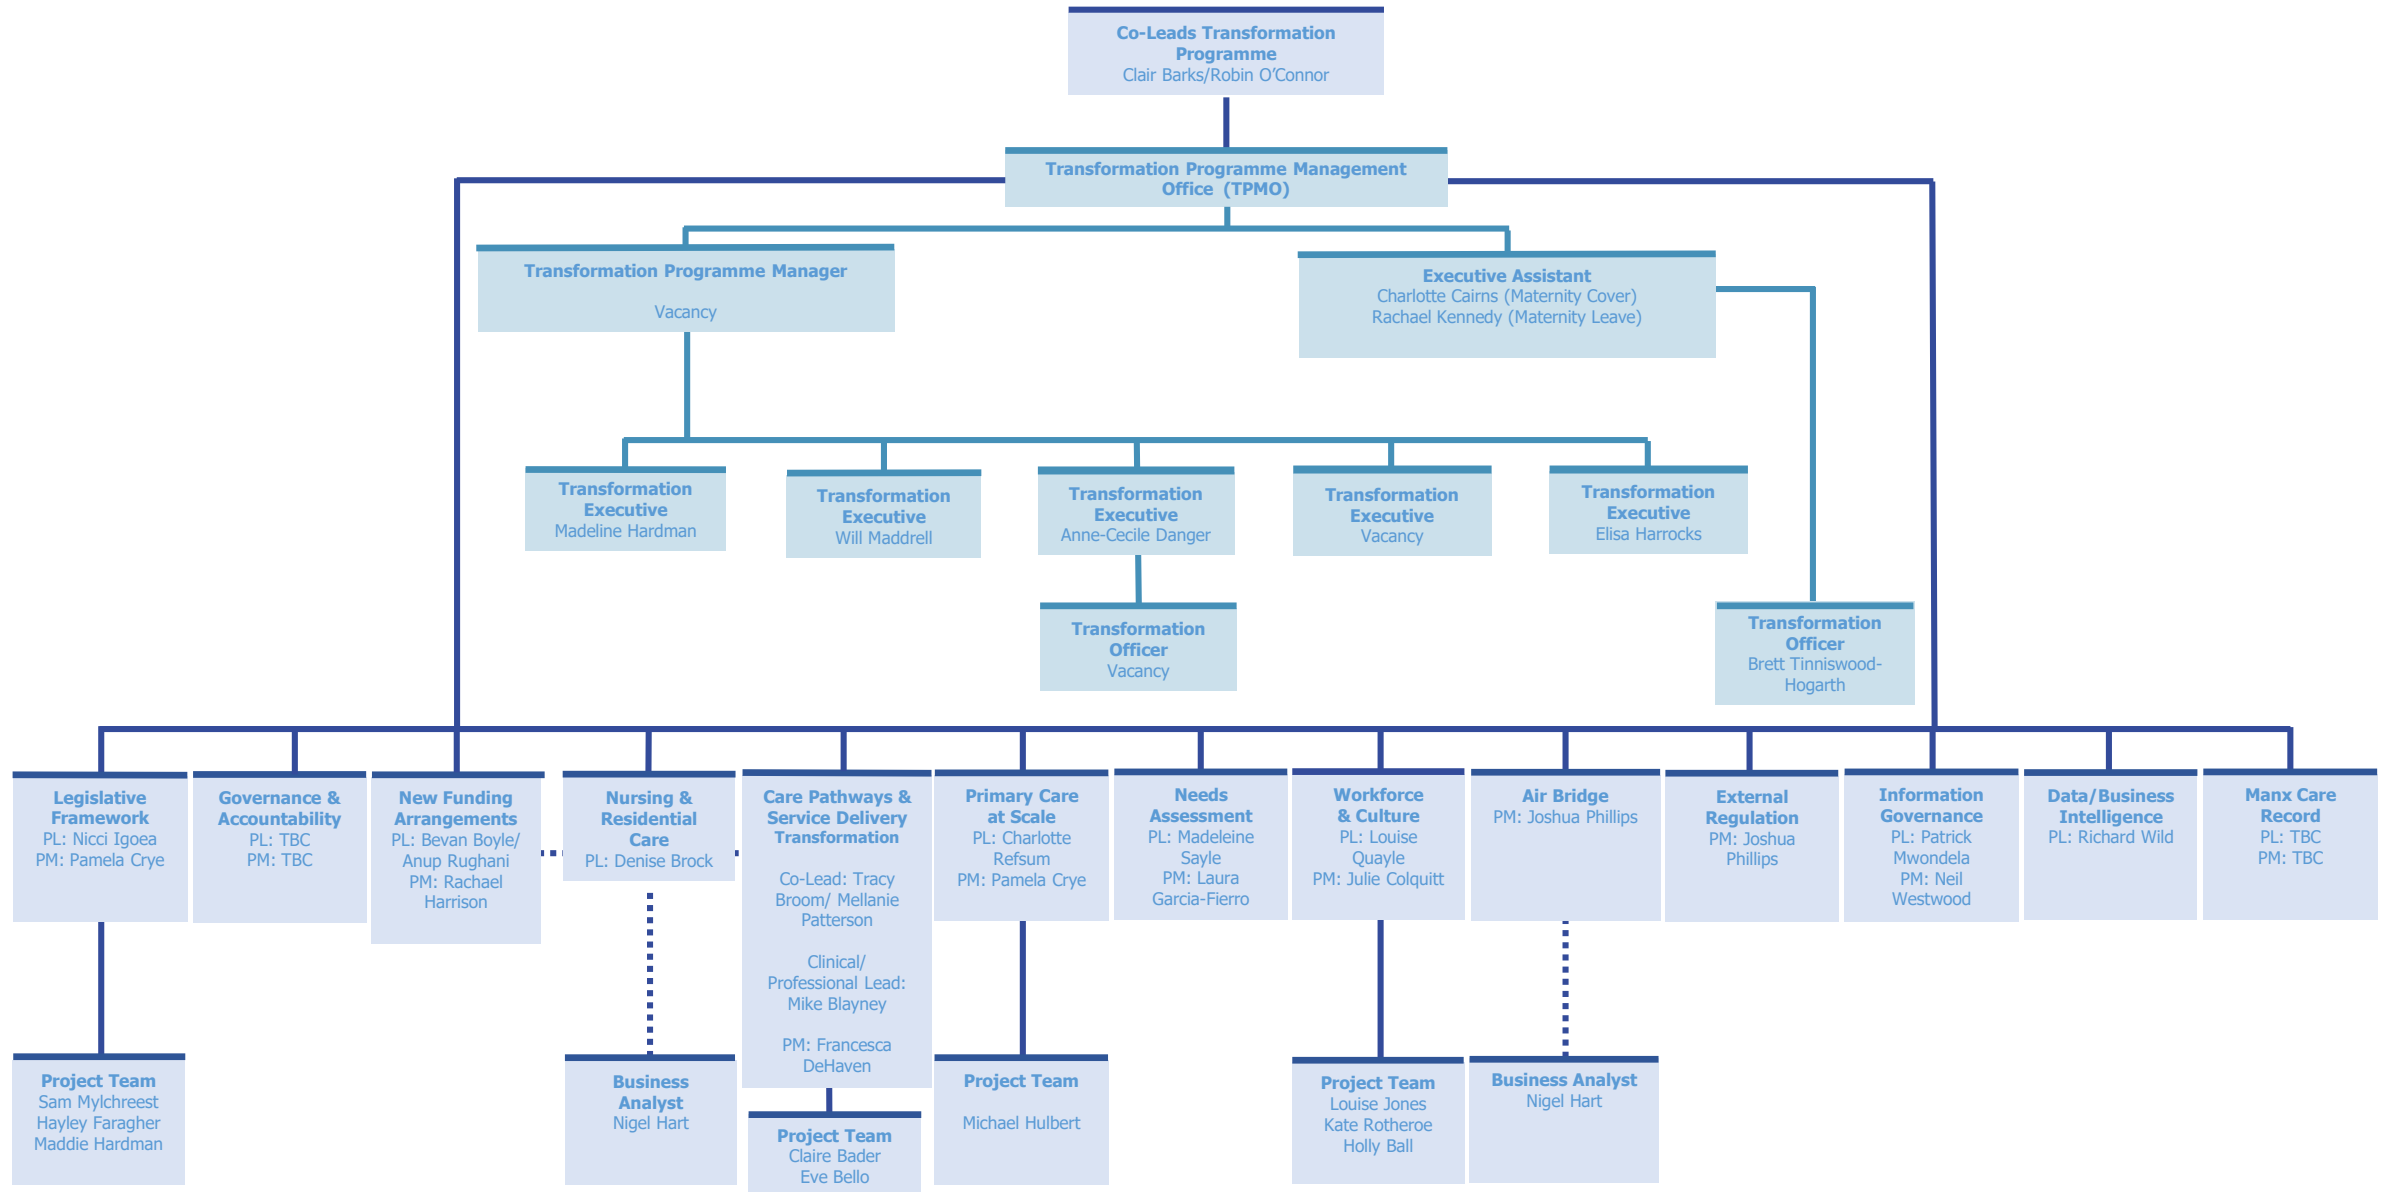 Co-Leads Transformation
Programme
Clair Barks/Robin O'Connor
Transformation Programme Management
Office (TPMO)
Transformation Programme Manager
Vacancy
Executive Assistant
Charlotte Cairns (Maternity Cover)
Rachael Kennedy (Maternity Leave)
Transformation
Executive
Madeline Hardman
Transformation
Executive
Will Maddrell
Transformation
Executive
Anne-Cecile Danger
Transformation
Executive
Vacancy
Transformation
Executive
Elisa Harrocks
Transformation
Officer
Vacancy
Transformation
Officer
Brett Tinniswood-
Hogarth
Legislative
Framework
PL: Nicci Igoea
PM: Pamela Crye
Governance &
Accountability
PL: TBC
PM: TBC
New Funding
Arrangements
PL: Bevan Boyle/
Anup Rughani
PM: Rachael
Harrison
Nursing &
Residential
Care
PL: Denise Brock
Care Pathways &
Service Delivery
Transformation
Co-Lead: Tracy
Broom/ Mellanie
Patterson
Clinical/
Professional Lead:
Mike Blayney
PM: Francesca
DeHaven
Primary Care
at Scale
PL: Charlotte
Refsum
PM: Pamela Crye
Needs
Assessment
PL: Madeleine
Sayle
PM: Laura
Garcia-Fierro
Workforce
& Culture
PL: Louise
Quayle
PM: Julie Colquitt
Air Bridge
PM: Joshua Phillips
External
Regulation
PM: Joshua
Phillips
Information
Governance
PL: Patrick
Mwondela
PM: Neil
Westwood
Data/Business
Intelligence
PL: Richard Wild
Manx Care
Record
PL: TBC
PM: TBC
Project Team
Sam Mylchreest
Hayley Faragher
Maddie Hardman
Business
Analyst
Nigel Hart
Project Team
Claire Bader
Eve Bello
Project Team
Michael Hulbert
Project Team
Louise Jones
Kate Rotheroe
Holly Ball
Business Analyst
Nigel Hart